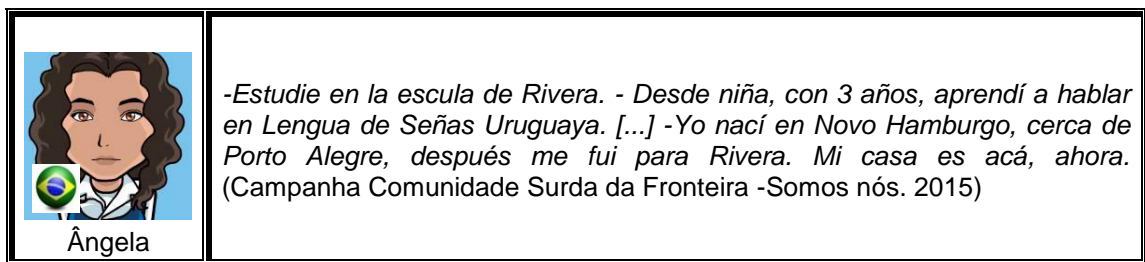 -Estudie en la escula de Rivera. - Desde niña, con 3 años, aprendí a hablar
en Lengua de Señas Uruguaya. [...] -Yo nací en Novo Hamburgo, cerca de
Porto Alegre, después me fui para Rivera. Mi casa es acá, ahora.
(Campanha Comunidade Surda da Fronteira -Somos nós. 2015)
Ângela